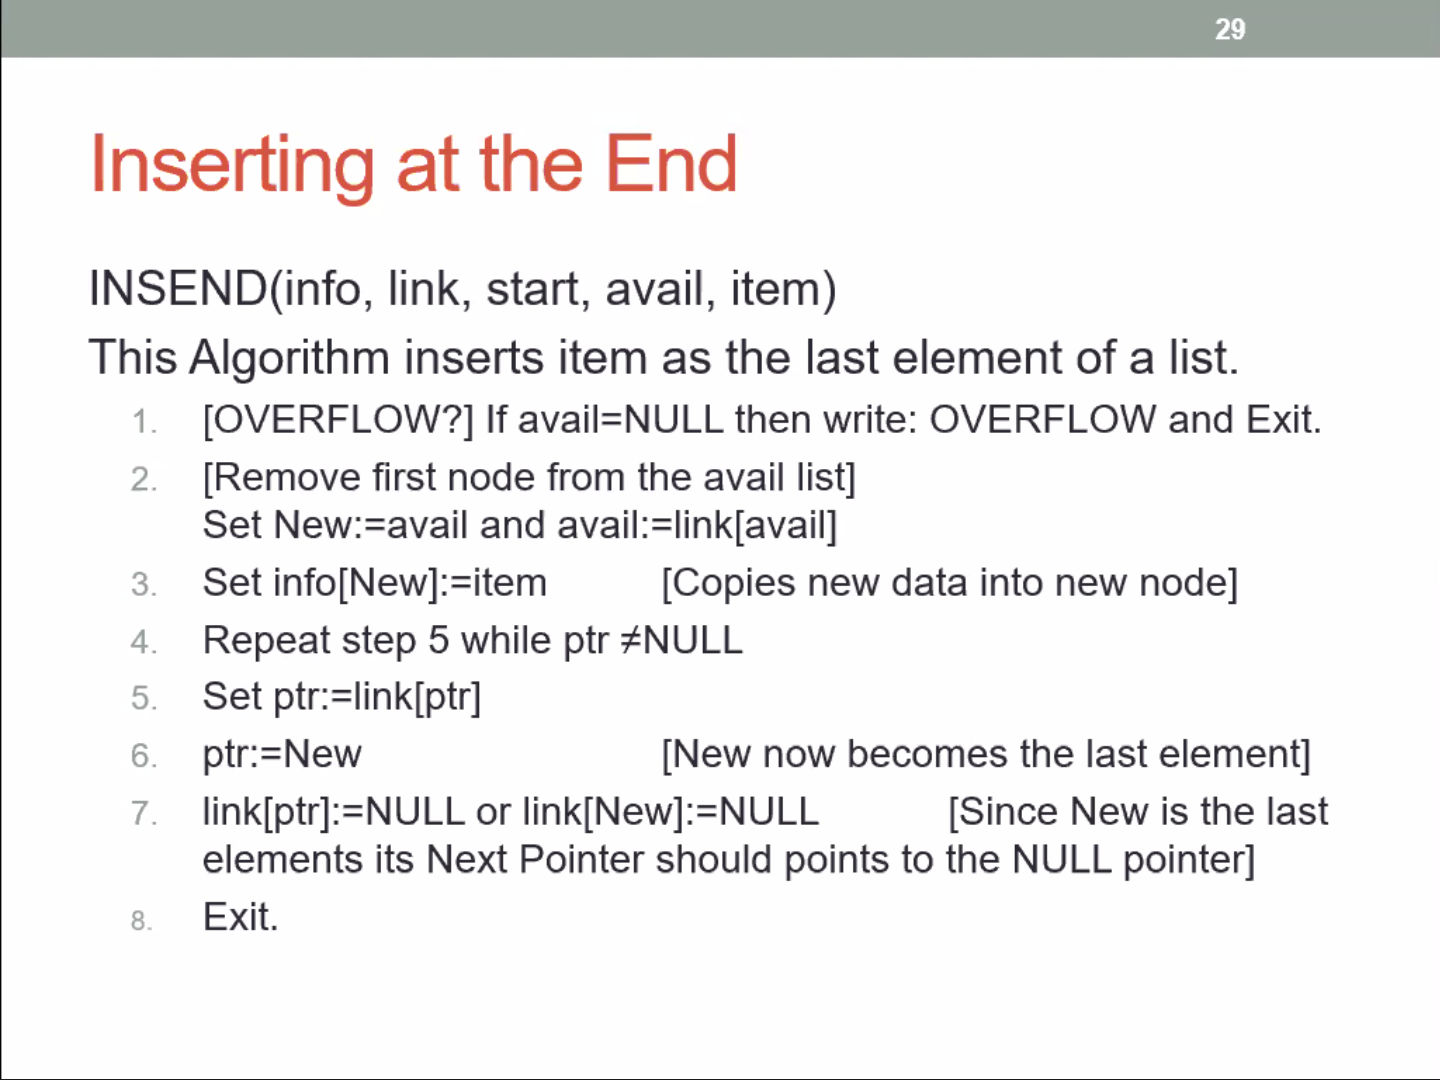 29
Inserting at the End
INSEND(info, link, start, avail, item)
This Algorithm inserts item as the last element of a list.
1. [OVERFLOW?] If avail=NULL then write: OVERFLOW and Exit.
2. [Remove first node from the avail list]
Set New:=avail and avail:=link[avail]
3. Set info[New]:=item [Copies new data into new node]
4. Repeat step 5 while ptr ≠NULL
5. Set ptr:=link[ptr]
6. ptr:=New [New now becomes the last element]
7. link[ptr]:=NULL or link[New]:=NULL [Since New is the last
elements its Next Pointer should points to the NULL pointer]
8. Exit.